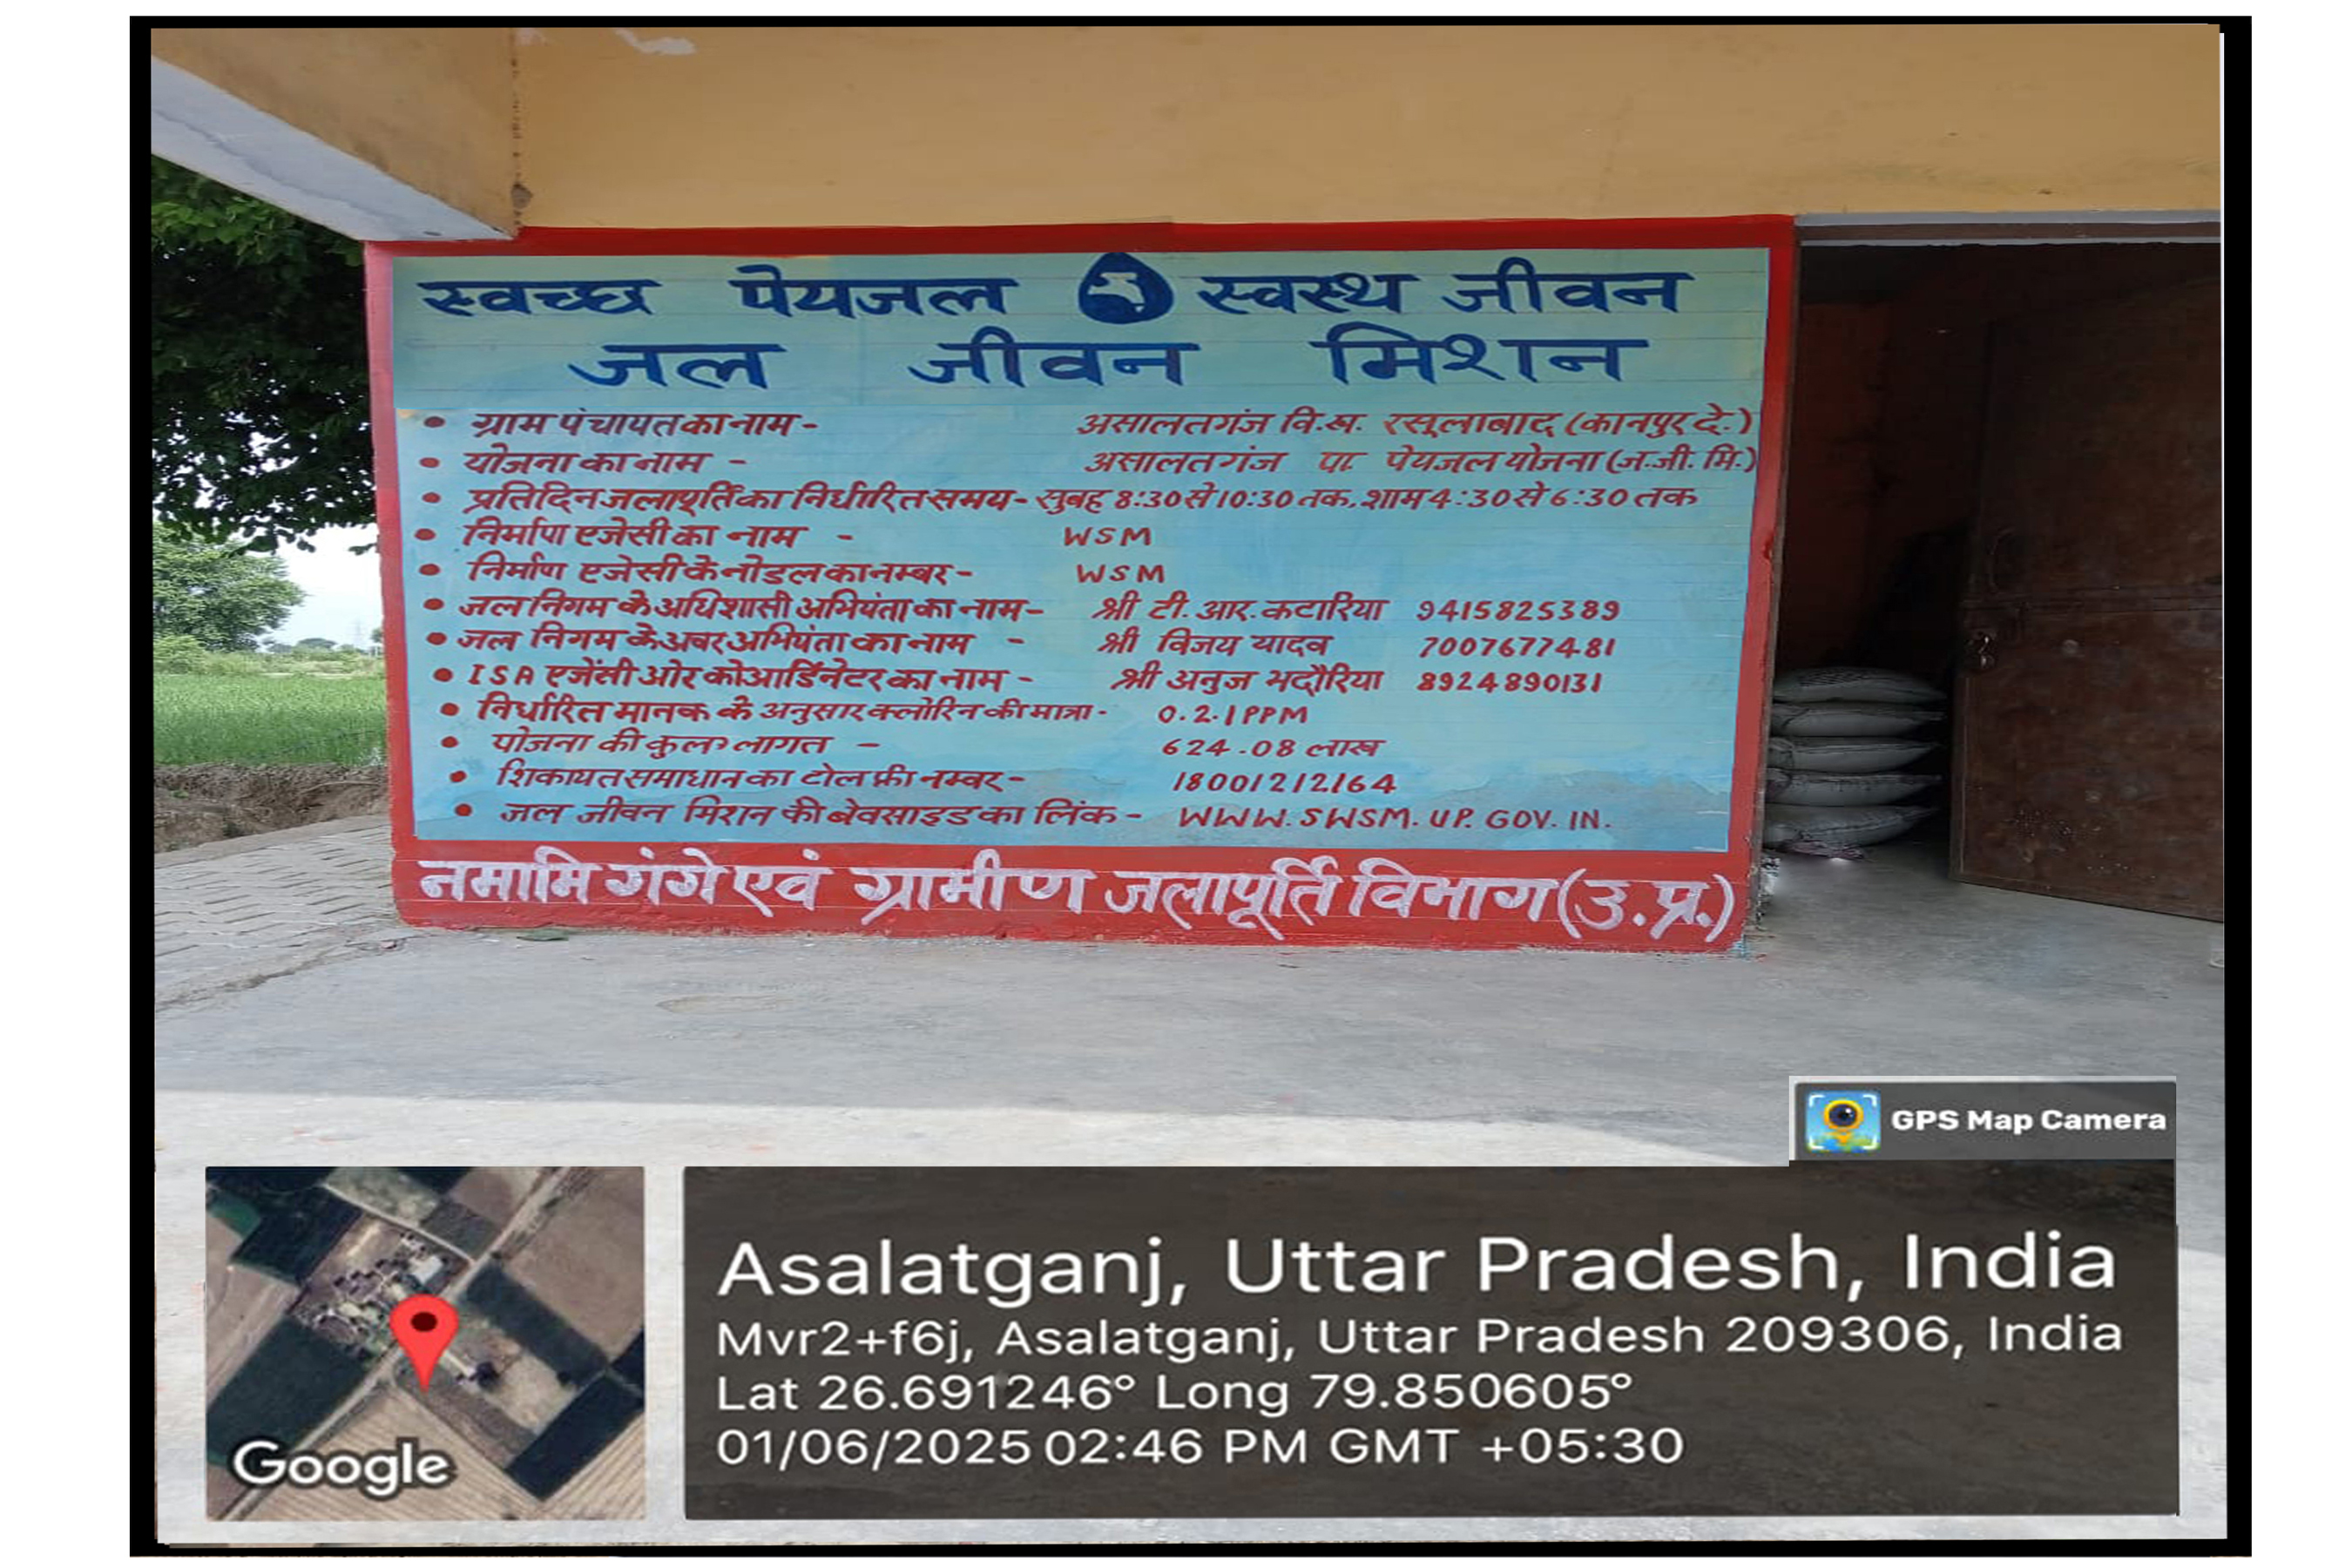 स्वच्छ पेयजल स्वस्थ जीवन
जल जीवन मिशन
• ग्राम पंचायत का नाम - असालतगंज वि.ख. रसूलाबाद (कानपुर दे.)
• योजना का नाम - असालतगंज पा. पेयजल योजना (ज.जी. मि.)
• प्रतिदिन जलापूर्ति का निर्धारित समय - सुबह 8:30 से 10:30 तक, शाम 4:30 से 6:30 तक
• निर्माण एजेसी का नाम - WSM
• निर्माण एजेसी के नोडल का नम्बर - WSM
• जल निगम के अधिशासी अभियंता का नाम - श्री टी. आर. कटारिया 9415825389
• जल निगम के अवर अभियंता का नाम - श्री विजय यादव 7007677481
• ISA एजेंसी ओर कोआर्डिनेटर का नाम - श्री अनुज भदौरिया 8924890131
• निर्धारित मानक के अनुसार क्लोरिन की मात्रा - 0.2.1 PPM
• योजना की कुल लागत - 624.08 लाख
• शिकायत समाधान का टोल फ्री नम्बर - 18001212164
• जल जीवन मिशन की बेवसाइड का लिंक - WWW.SWSM.UP.GOV.IN.
नमामि गंगे एवं ग्रामीण जलापूर्ति विभाग (उ.प्र.)
GPS Map Camera
Asalatganj, Uttar Pradesh, India
Mvr2+f6j, Asalatganj, Uttar Pradesh 209306, India
Lat 26.691246° Long 79.850605°
01/06/2025 02:46 PM GMT +05:30
Google